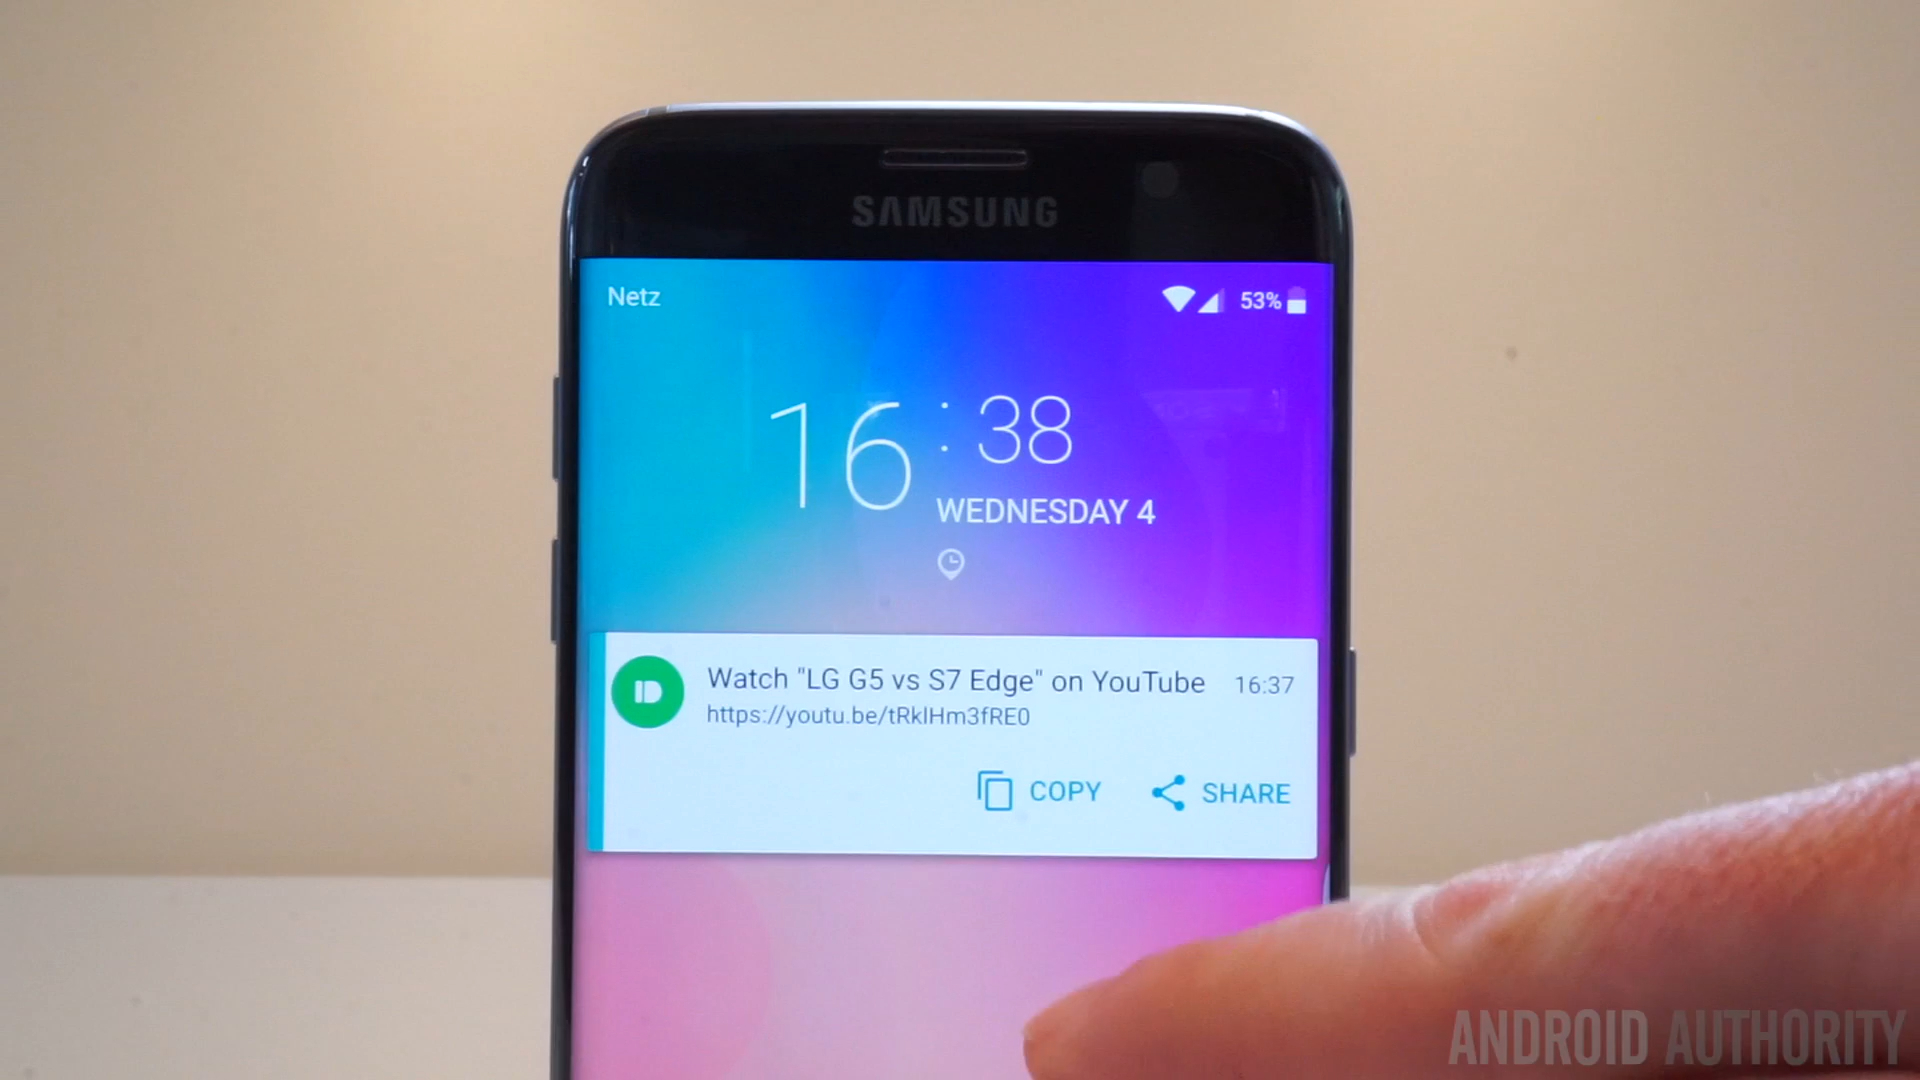 SAMSUNG
Netz
53%
16 : 38
WEDNESDAY 4
Watch "LG G5 vs S7 Edge" on YouTube 16:37
https://youtu.be/tRklHm3fRE0
COPY SHARE
ANDROID AUTHORITY